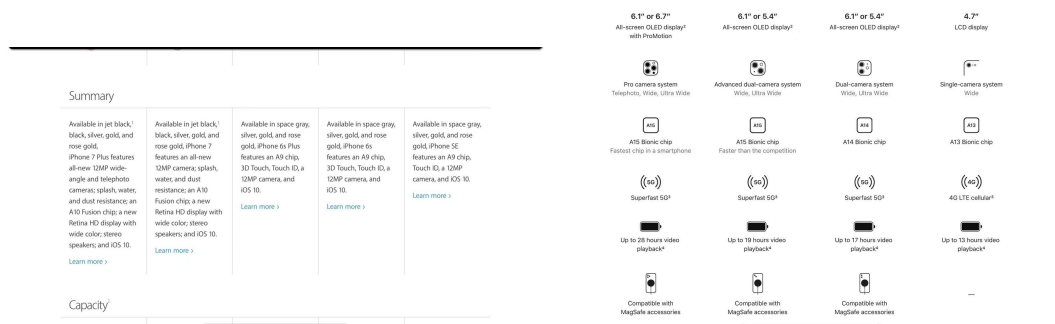 Summary
Available in jet black,¹
black, silver, gold, and
rose gold,
iPhone 7 Plus features
all-new 12MP wide-
angle and telephoto
cameras; splash, water,
and dust resistance; an
A10 Fusion chip; a new
Retina HD display with
wide color; stereo
speakers; and iOS 10.
Learn more >
Available in jet black,¹
black, silver, gold, and
rose gold, iPhone 7
features an all-new
12MP camera; splash,
water, and dust
resistance; an A10
Fusion chip; a new
Retina HD display with
wide color; stereo
speakers; and iOS 10.
Learn more >
Available in space gray,
silver, gold, and rose
gold, iPhone 6s Plus
features an A9 chip,
3D Touch, Touch ID, a
12MP camera, and
iOS 10.
Learn more >
Available in space gray,
silver, gold, and rose
gold, iPhone 6s
features an A9 chip,
3D Touch, Touch ID, a
12MP camera, and
iOS 10.
Learn more >
Available in space gray,
silver, gold, and rose
gold, iPhone SE
features an A9 chip,
Touch ID, a 12MP
camera, and iOS 10.
Learn more >
Capacity
6.1" or 6.7"
All-screen OLED display²
with ProMotion
6.1" or 5.4"
All-screen OLED display²
6.1" or 5.4"
All-screen OLED display²
4.7"
LCD display
Pro camera system
Telephoto, Wide, Ultra Wide
Advanced dual-camera system
Wide, Ultra Wide
Dual-camera system
Wide, Ultra Wide
Single-camera system
Wide
A15
A15 Bionic chip
Fastest chip in a smartphone
A15
A15 Bionic chip
Faster than the competition
A14
A14 Bionic chip
A13
A13 Bionic chip
5G
Superfast 5G³
5G
Superfast 5G³
5G
Superfast 5G³
4G
4G LTE cellular³
Up to 28 hours video
playback⁴
Up to 19 hours video
playback⁴
Up to 17 hours video
playback⁴
Up to 13 hours video
playback⁴
Compatible with
MagSafe accessories
Compatible with
MagSafe accessories
Compatible with
MagSafe accessories
—